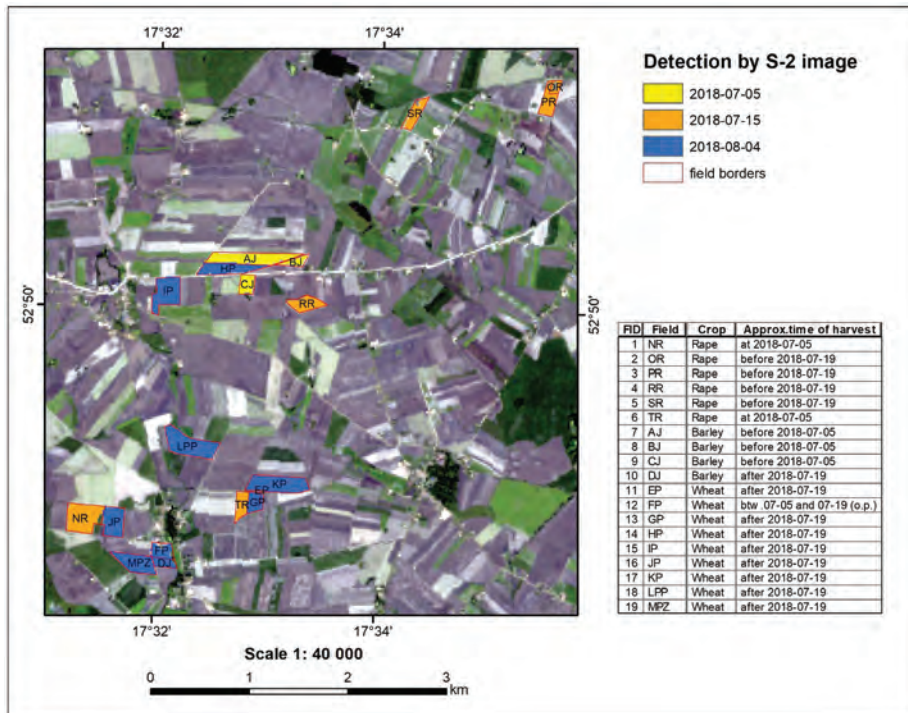 17°32' 17°34'
Detection by S-2 image
2018-07-05
2018-07-15
2018-08-04
field borders
OR
PR
SR
AJ
BJ
HP
CJ
IP
RR
52°50' 52°50'
LPP
KP
EP
GP
TR
NR
JP
FP
MPZ
DJ
17°32' 17°34'
Scale 1: 40 000
0 1 2 3
km
FID Field Crop Approx.time of harvest
1 NR Rape at 2018-07-05
2 OR Rape before 2018-07-19
3 PR Rape before 2018-07-19
4 RR Rape before 2018-07-19
5 SR Rape before 2018-07-19
6 TR Rape at 2018-07-05
7 AJ Barley before 2018-07-05
8 BJ Barley before 2018-07-05
9 CJ Barley before 2018-07-05
10 DJ Barley after 2018-07-19
11 EP Wheat after 2018-07-19
12 FP Wheat btw .07-05 and 07-19 (o.p.)
13 GP Wheat after 2018-07-19
14 HP Wheat after 2018-07-19
15 IP Wheat after 2018-07-19
16 JP Wheat after 2018-07-19
17 KP Wheat after 2018-07-19
18 LPP Wheat after 2018-07-19
19 MPZ Wheat after 2018-07-19